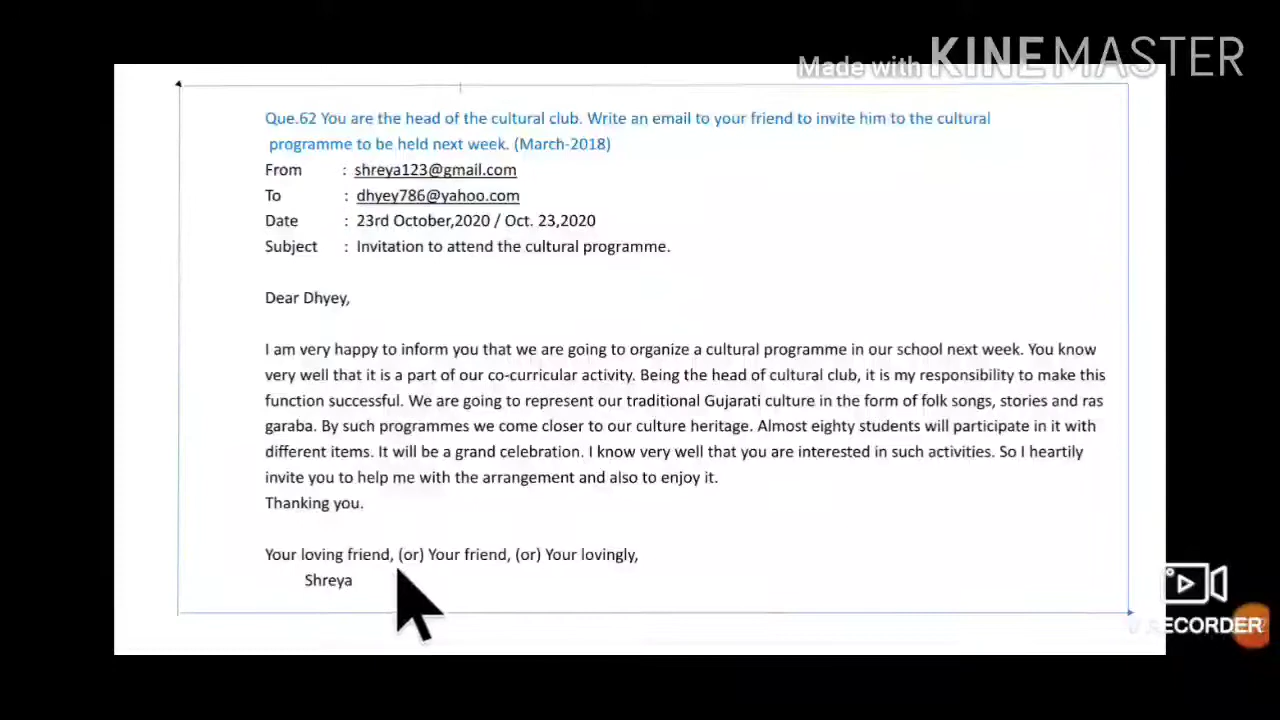 Made with KINEMASTER
Que.62 You are the head of the cultural club. Write an email to your friend to invite him to the cultural
programme to be held next week. (March-2018)
From : shreya123@gmail.com
To : dhyey786@yahoo.com
Date : 23rd October,2020 / Oct. 23,2020
Subject : Invitation to attend the cultural programme.
Dear Dhyey,
I am very happy to inform you that we are going to organize a cultural programme in our school next week. You know
very well that it is a part of our co-curricular activity. Being the head of cultural club, it is my responsibility to make this
function successful. We are going to represent our traditional Gujarati culture in the form of folk songs, stories and ras
garaba. By such programmes we come closer to our culture heritage. Almost eighty students will participate in it with
different items. It will be a grand celebration. I know very well that you are interested in such activities. So I heartily
invite you to help me with the arrangement and also to enjoy it.
Thanking you.
Your loving friend, (or) Your friend, (or) Your lovingly,
Shreya
RECORDER